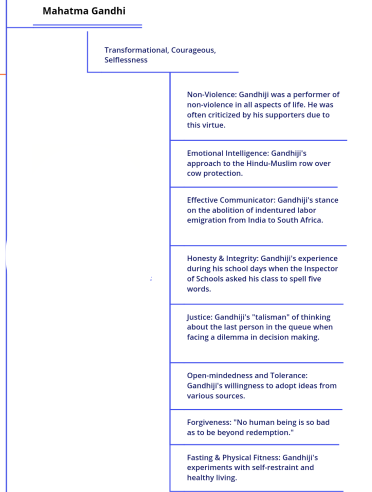 Mahatma Gandhi
Transformational, Courageous,
Selflessness
Non-Violence: Gandhiji was a performer of
non-violence in all aspects of life. He was
often criticized by his supporters due to
this virtue.
Emotional Intelligence: Gandhiji's
approach to the Hindu-Muslim row over
cow protection.
Effective Communicator: Gandhiji's stance
on the abolition of indentured labor
emigration from India to South Africa.
Honesty & Integrity: Gandhiji's experience
during his school days when the Inspector
of Schools asked his class to spell five
words.
Justice: Gandhiji's "talisman" of thinking
about the last person in the queue when
facing a dilemma in decision making.
Open-mindedness and Tolerance:
Gandhiji's willingness to adopt ideas from
various sources.
Forgiveness: "No human being is so bad
as to be beyond redemption."
Fasting & Physical Fitness: Gandhiji's
experiments with self-restraint and
healthy living.